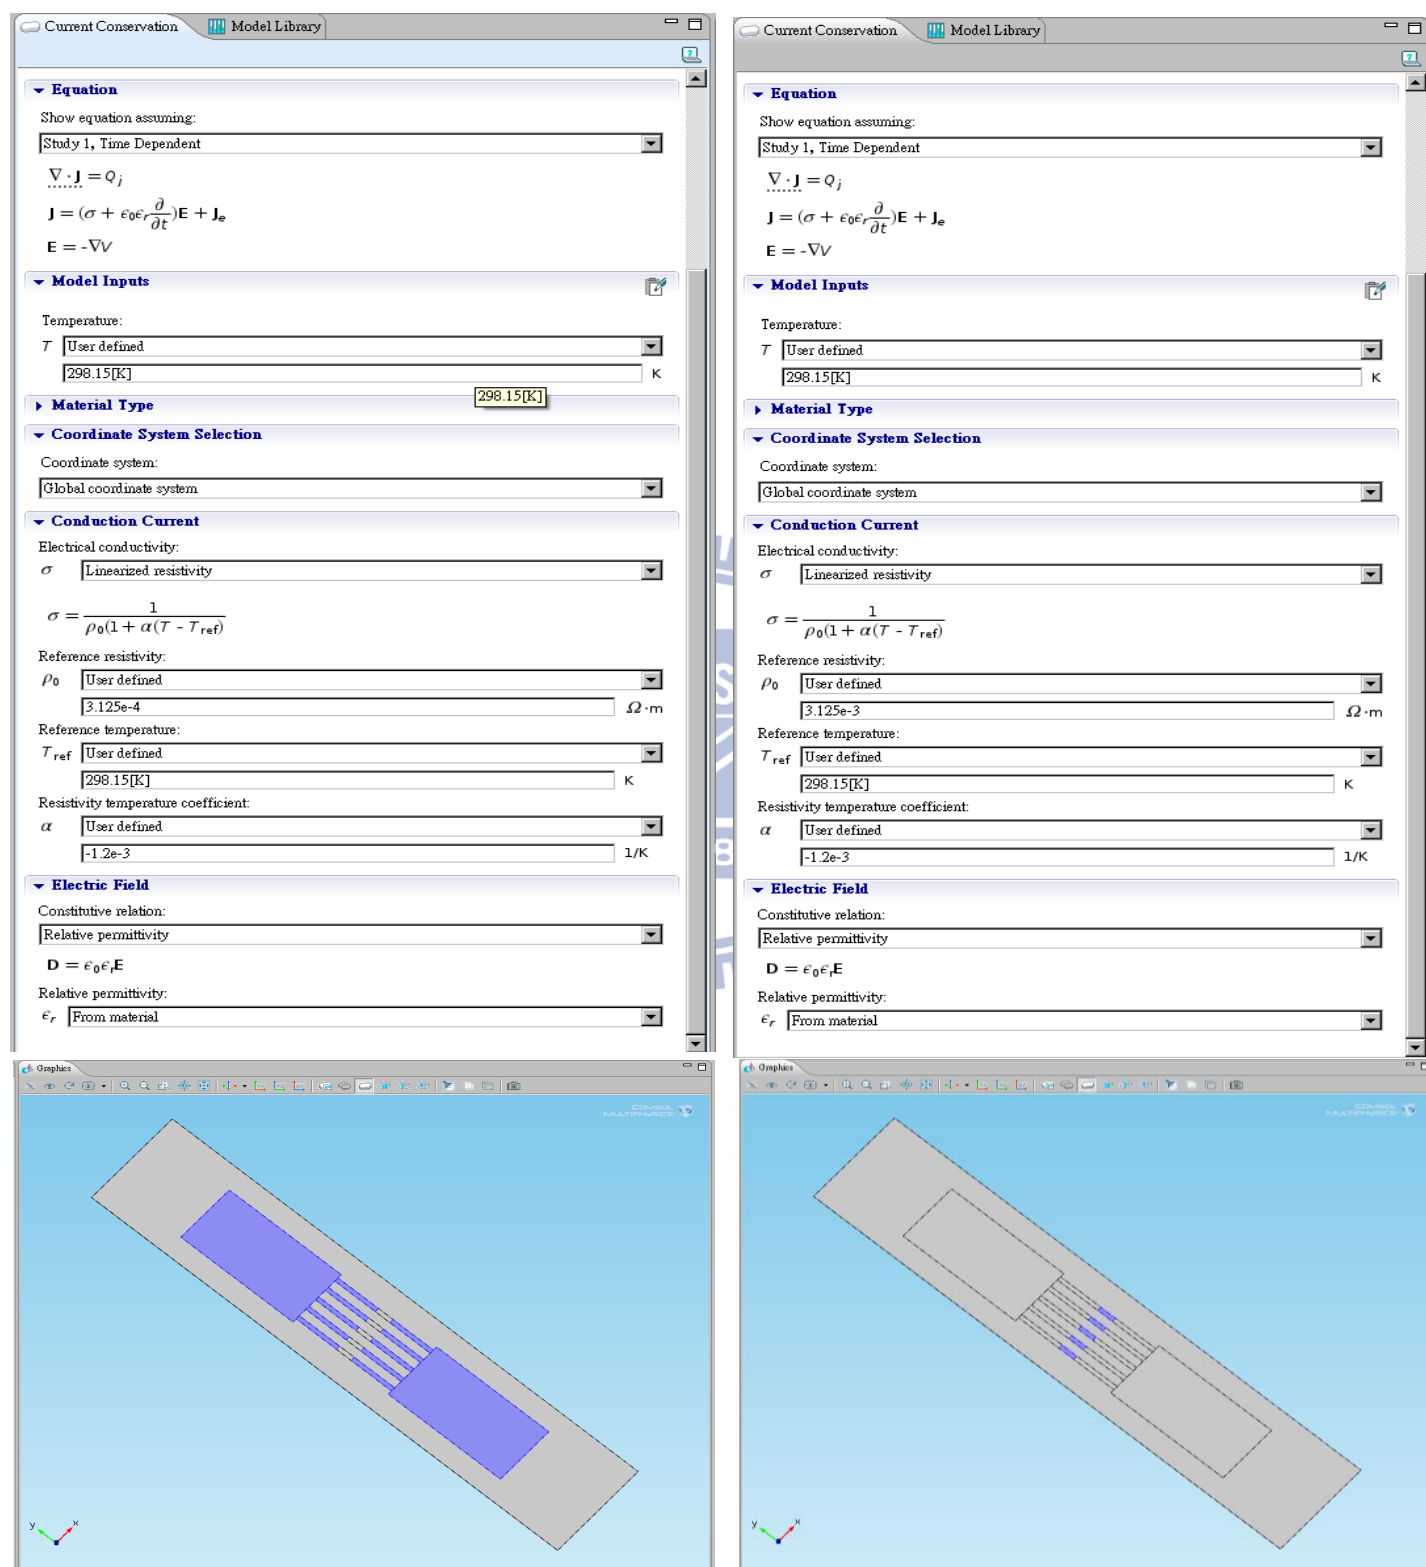 Current Conservation
Model Library
Equation
Show equation assuming:
Study 1, Time Dependent
∇ · J = Q j
J = (σ + ϵ0ϵr ∂/∂t)E + Je
E = -∇V
Model Inputs
Temperature:
T User defined
298.15[K] K
298.15[K]
Material Type
Coordinate System Selection
Coordinate system:
Global coordinate system
Conduction Current
Electrical conductivity:
σ Linearized resistivity
σ = 1/ρ0(1 + α(T - Tref)
Reference resistivity:
ρ0 User defined
3.125e-4 Ω·m
Reference temperature:
Tref User defined
298.15[K] K
Resistivity temperature coefficient:
α User defined
-1.2e-3 1/K
Electric Field
Constitutive relation:
Relative permittivity
D = ϵ0ϵrE
Relative permittivity:
ϵr From material
Current Conservation
Model Library
Equation
Show equation assuming:
Study 1, Time Dependent
∇ · J = Q j
J = (σ + ϵ0ϵr ∂/∂t)E + Je
E = -∇V
Model Inputs
Temperature:
T User defined
298.15[K] K
Material Type
Coordinate System Selection
Coordinate system:
Global coordinate system
Conduction Current
Electrical conductivity:
σ Linearized resistivity
σ = 1/ρ0(1 + α(T - Tref)
Reference resistivity:
ρ0 User defined
3.125e-3 Ω·m
Reference temperature:
Tref User defined
298.15[K] K
Resistivity temperature coefficient:
α User defined
-1.2e-3 1/K
Electric Field
Constitutive relation:
Relative permittivity
D = ϵ0ϵrE
Relative permittivity:
ϵr From material
Graphics
COMSOL
MULTIPHYSICS
y x
Graphics
COMSOL
MULTIPHYSICS
y x